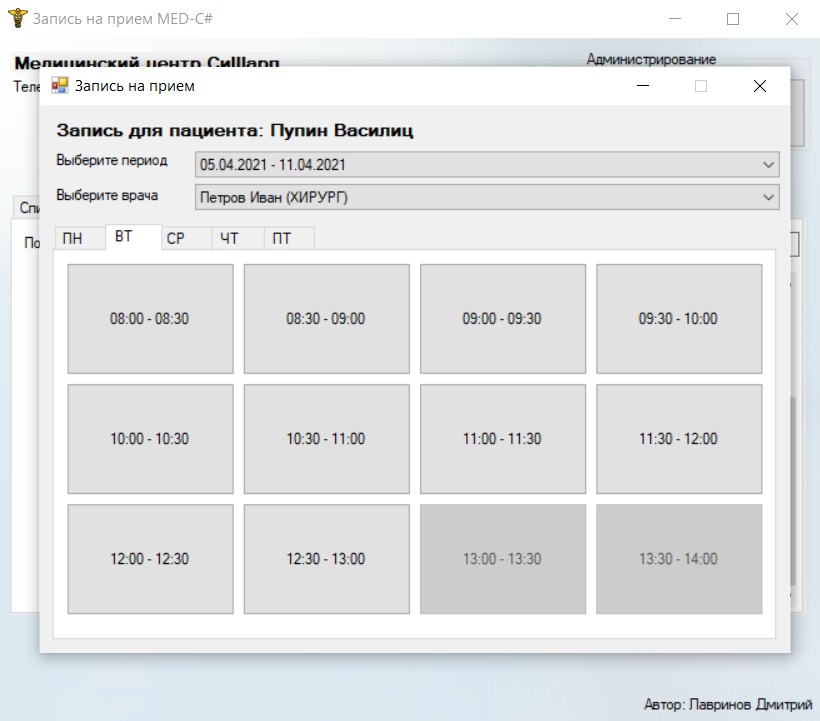 Запись на прием MED-C#
Медицинский центр СиШарп
Администрирование
Запись на прием
Запись для пациента: Пупин Василиц
Выберите период
05.04.2021 - 11.04.2021
Выберите врача
Петров Иван (ХИРУРГ)
ПН ВТ СР ЧТ ПТ
08:00 - 08:30 08:30 - 09:00 09:00 - 09:30 09:30 - 10:00
10:00 - 10:30 10:30 - 11:00 11:00 - 11:30 11:30 - 12:00
12:00 - 12:30 12:30 - 13:00 13:00 - 13:30 13:30 - 14:00
Автор: Лавринов Дмитрий